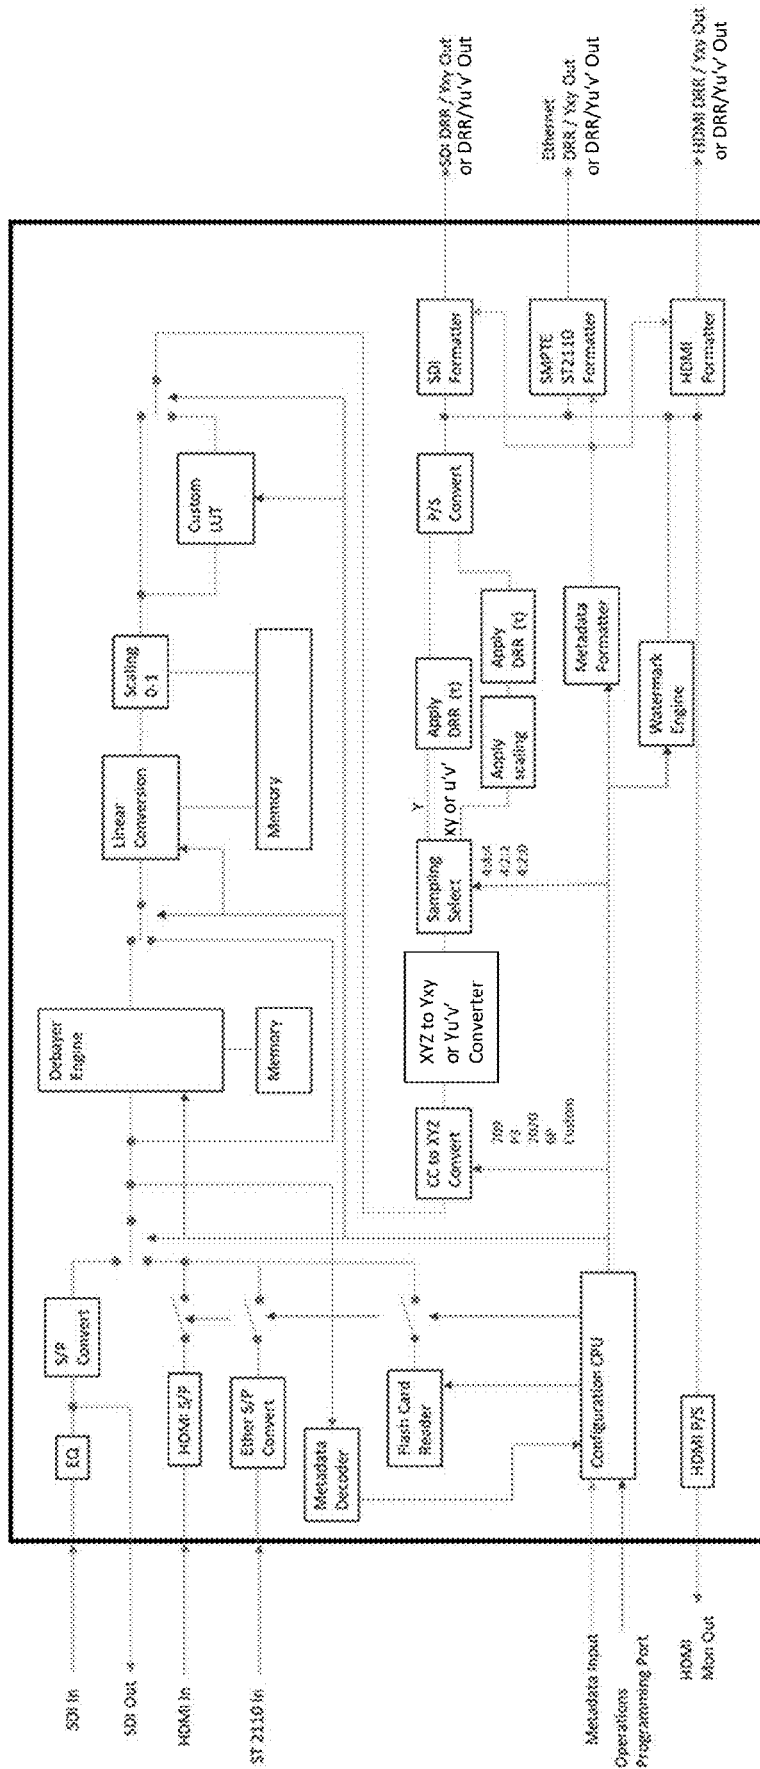 SDI In
SDI Out
HDMI In
ST 2110 In
Metadata Input
Operations
Programming Port
HDMI
Mon Out
EQ
S/P
Convert
HDMI S/P
Ether S/P
Convert
Metadata
Decoder
Flash Card
Reader
Configuration CPU
HDMI P/S
Debayer
Engine
Memory
Linear
Conversion
Scaling
0-1
Memory
Custom
LUT
CC to XYZ
Convert
709
P3
2020
6P
Custom
XYZ to Yxy
or Yu'v'
Converter
Sampling
Select
4:4:4
4:2:2
4:2:0
Y
xy or u'v'
Apply
DRR (τ)
Apply
scaling
Apply
DRR (τ)
P/S
Convert
Metadata
Formatter
Watermark
Engine
SDI
Formatter
SMPTE
ST2110
Formatter
HDMI
Formatter
SDI DRR / Yxy Out
or DRR/Yu'v' Out
Ethernet
DRR / Yxy Out
or DRR/Yu'v' Out
HDMI DRR / Yxy Out
or DRR/Yu'v' Out